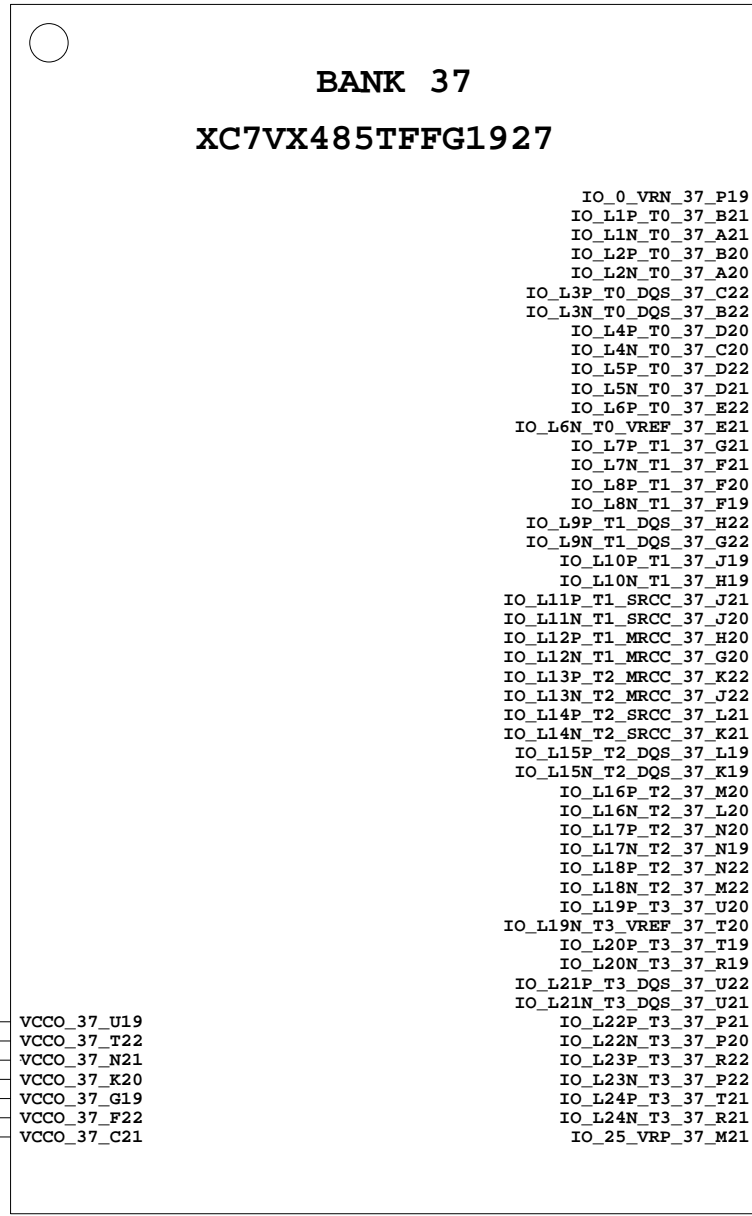 BANK 37
XC7VX485TFFG1927
IO_0_VRN_37_P19
IO_L1P_T0_37_B21
IO_L1N_T0_37_A21
IO_L2P_T0_37_B20
IO_L2N_T0_37_A20
IO_L3P_T0_DQS_37_C22
IO_L3N_T0_DQS_37_B22
IO_L4P_T0_37_D20
IO_L4N_T0_37_C20
IO_L5P_T0_37_D22
IO_L5N_T0_37_D21
IO_L6P_T0_37_E22
IO_L6N_T0_VREF_37_E21
IO_L7P_T1_37_G21
IO_L7N_T1_37_F21
IO_L8P_T1_37_F20
IO_L8N_T1_37_F19
IO_L9P_T1_DQS_37_H22
IO_L9N_T1_DQS_37_G22
IO_L10P_T1_37_J19
IO_L10N_T1_37_H19
IO_L11P_T1_SRCC_37_J21
IO_L11N_T1_SRCC_37_J20
IO_L12P_T1_MRCC_37_H20
IO_L12N_T1_MRCC_37_G20
IO_L13P_T2_MRCC_37_K22
IO_L13N_T2_MRCC_37_J22
IO_L14P_T2_SRCC_37_L21
IO_L14N_T2_SRCC_37_K21
IO_L15P_T2_DQS_37_L19
IO_L15N_T2_DQS_37_K19
IO_L16P_T2_37_M20
IO_L16N_T2_37_L20
IO_L17P_T2_37_N20
IO_L17N_T2_37_N19
IO_L18P_T2_37_N22
IO_L18N_T2_37_M22
IO_L19P_T3_37_U20
IO_L19N_T3_VREF_37_T20
IO_L20P_T3_37_T19
IO_L20N_T3_37_R19
IO_L21P_T3_DQS_37_U22
IO_L21N_T3_DQS_37_U21
VCCO_37_U19 IO_L22P_T3_37_P21
VCCO_37_T22 IO_L22N_T3_37_P20
VCCO_37_N21 IO_L23P_T3_37_R22
VCCO_37_K20 IO_L23N_T3_37_P22
VCCO_37_G19 IO_L24P_T3_37_T21
VCCO_37_F22 IO_L24N_T3_37_R21
VCCO_37_C21 IO_25_VRP_37_M21